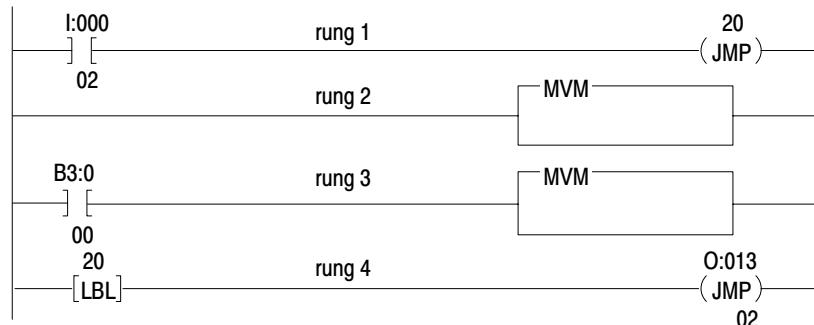 I:000
rung 1
20
] [
(JMP)
02
rung 2
MVM
B3:0
rung 3
MVM
] [
00
20
rung 4
O:013
[LBL]
(JMP)
02